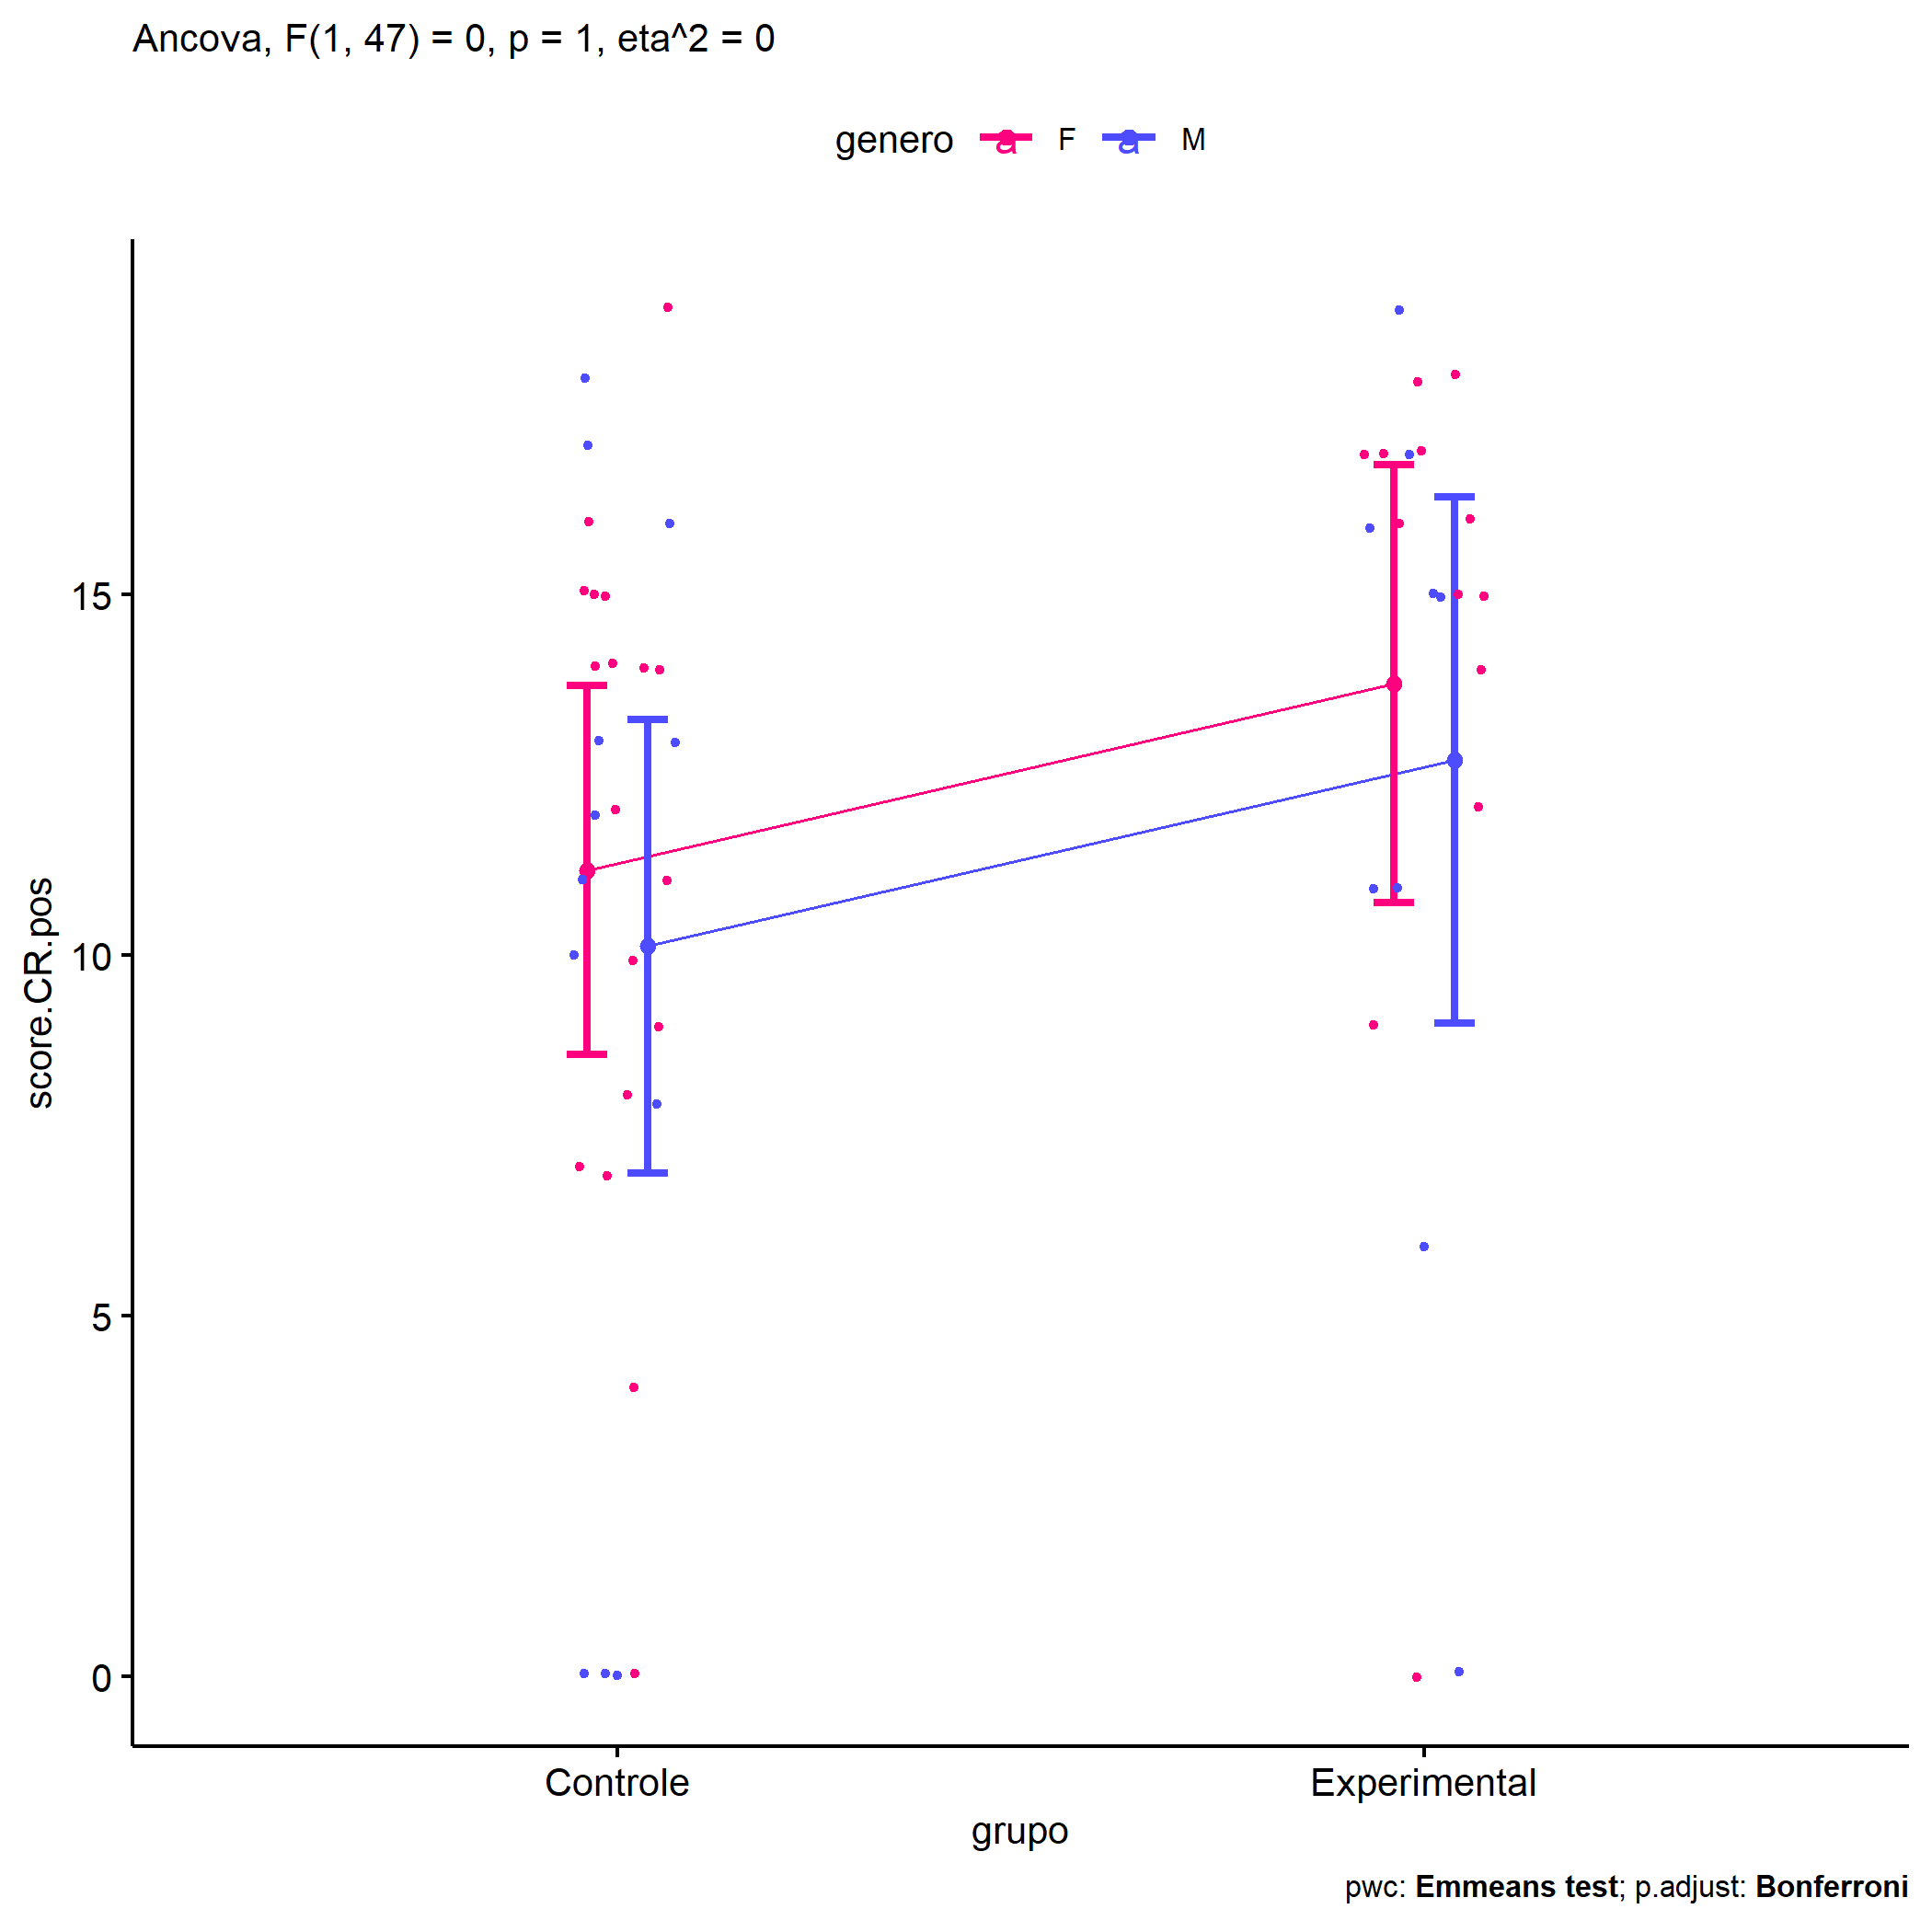 Ancova, F(1, 47) = 0, p = 1, eta^2 = 0
genero a F a M
score.CR.pos
15
10
5
0
Controle Experimental
grupo
pwc: Emmeans test; p.adjust: Bonferroni